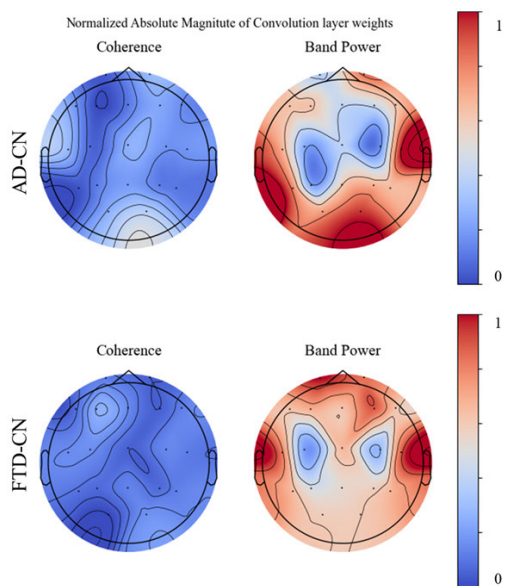 Normalized Absolute Magnitute of Convolution layer weights
Coherence
Band Power
1
AD-CN
0
Coherence
Band Power
1
FTD-CN
0